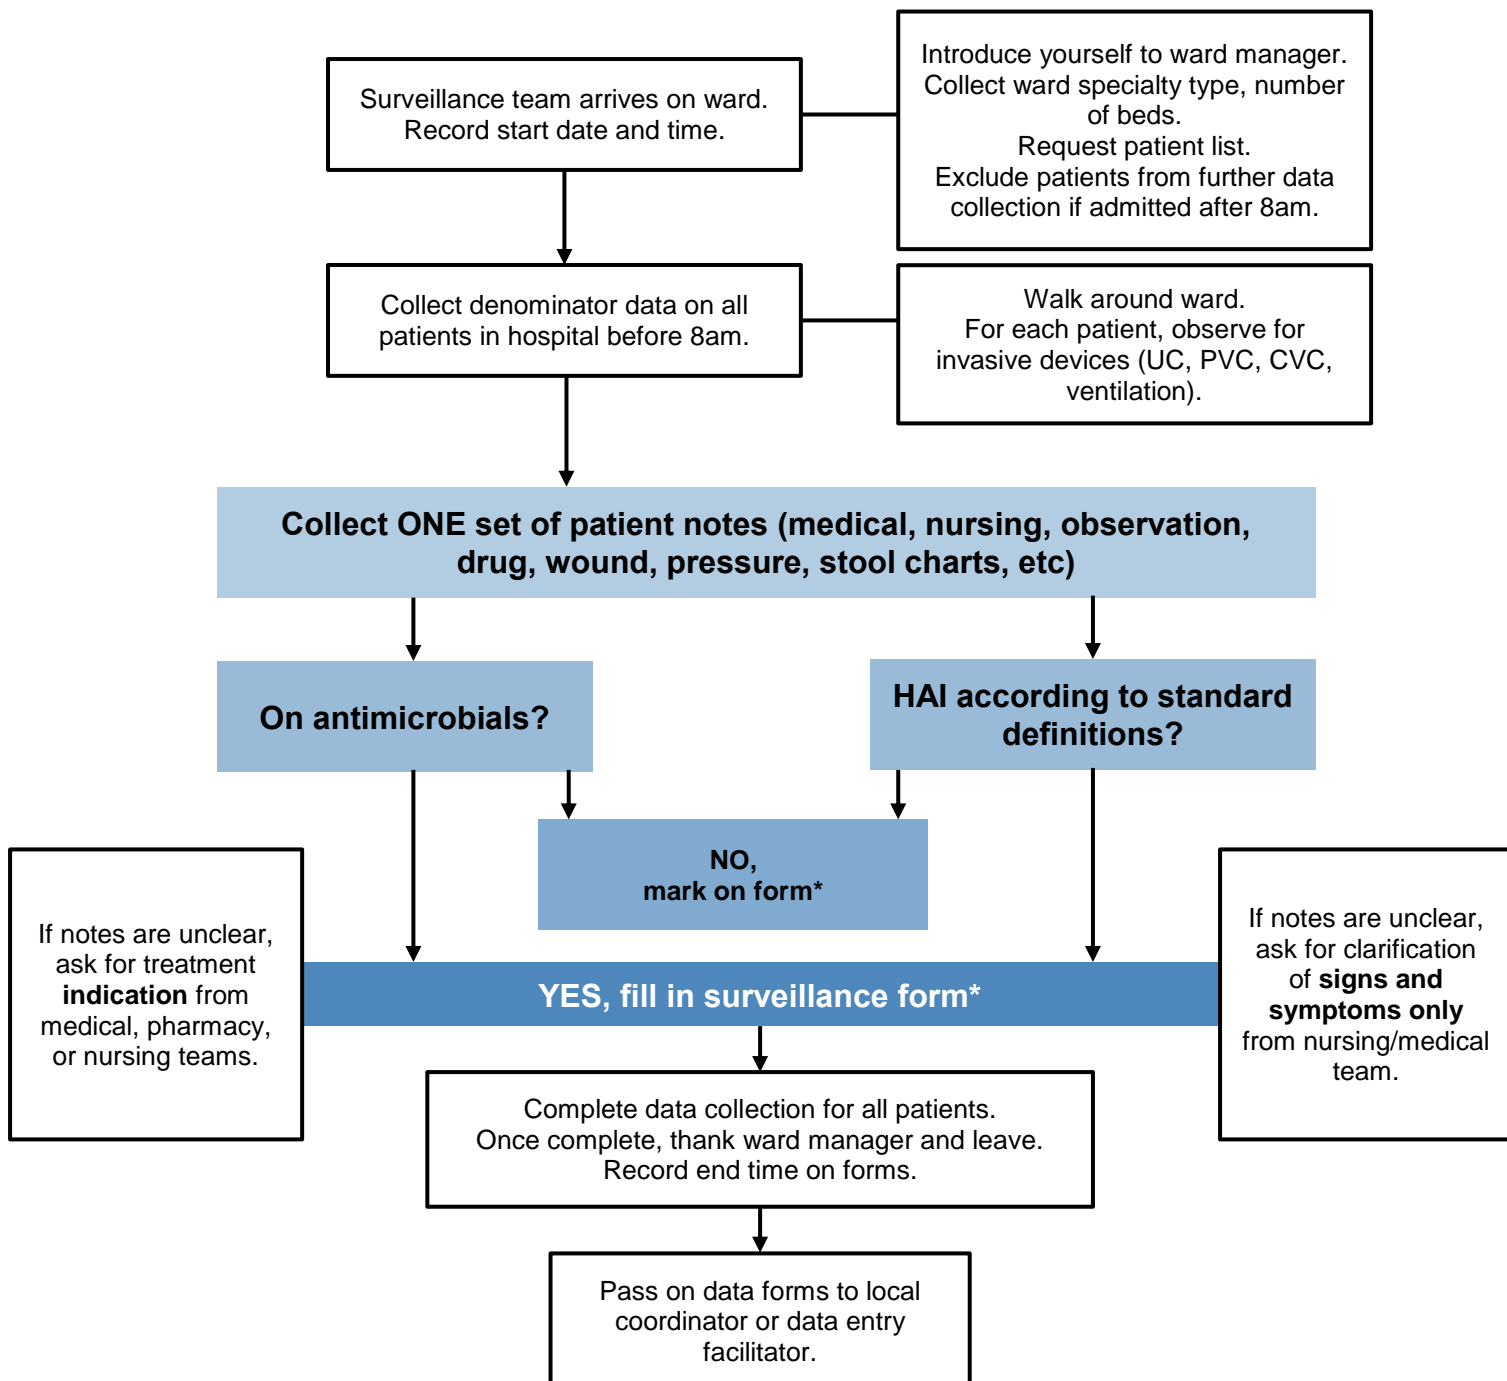 Surveillance team arrives on ward.
Record start date and time.
Introduce yourself to ward manager.
Collect ward specialty type, number
of beds.
Request patient list.
Exclude patients from further data
collection if admitted after 8am.
Collect denominator data on all
patients in hospital before 8am.
Walk around ward.
For each patient, observe for
invasive devices (UC, PVC, CVC,
ventilation).
Collect ONE set of patient notes (medical, nursing, observation,
drug, wound, pressure, stool charts, etc)
On antimicrobials?
HAI according to standard
definitions?
NO,
mark on form*
If notes are unclear,
ask for treatment
indication from
medical, pharmacy,
or nursing teams.
YES, fill in surveillance form*
If notes are unclear,
ask for clarification
of signs and
symptoms only
from nursing/medical
team.
Complete data collection for all patients.
Once complete, thank ward manager and leave.
Record end time on forms.
Pass on data forms to local
coordinator or data entry
facilitator.